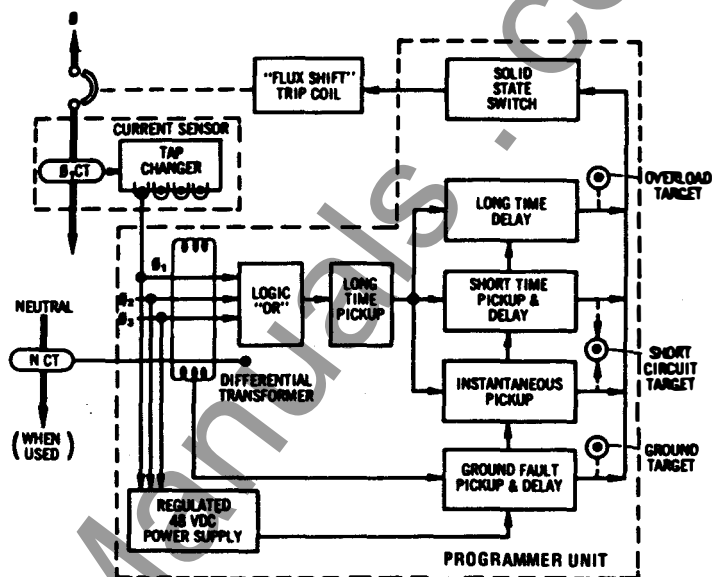 Ø
"FLUX SHIFT"
TRIP COIL
SOLID
STATE
SWITCH
CURRENT SENSOR
TAP
CHANGER
Ø, CT
OVERLOAD
TARGET
LONG TIME
DELAY
Ø1
Ø2
Ø3
LOGIC
"OR"
LONG
TIME
PICKUP
SHORT TIME
PICKUP &
DELAY
NEUTRAL
N CT
(WHEN
USED)
DIFFERENTIAL
TRANSFORMER
INSTANTANEOUS
PICKUP
SHORT
CIRCUIT
TARGET
GROUND
TARGET
GROUND FAULT
PICKUP & DELAY
REGULATED
48 VDC
POWER SUPPLY
PROGRAMMER UNIT
Manuals.co